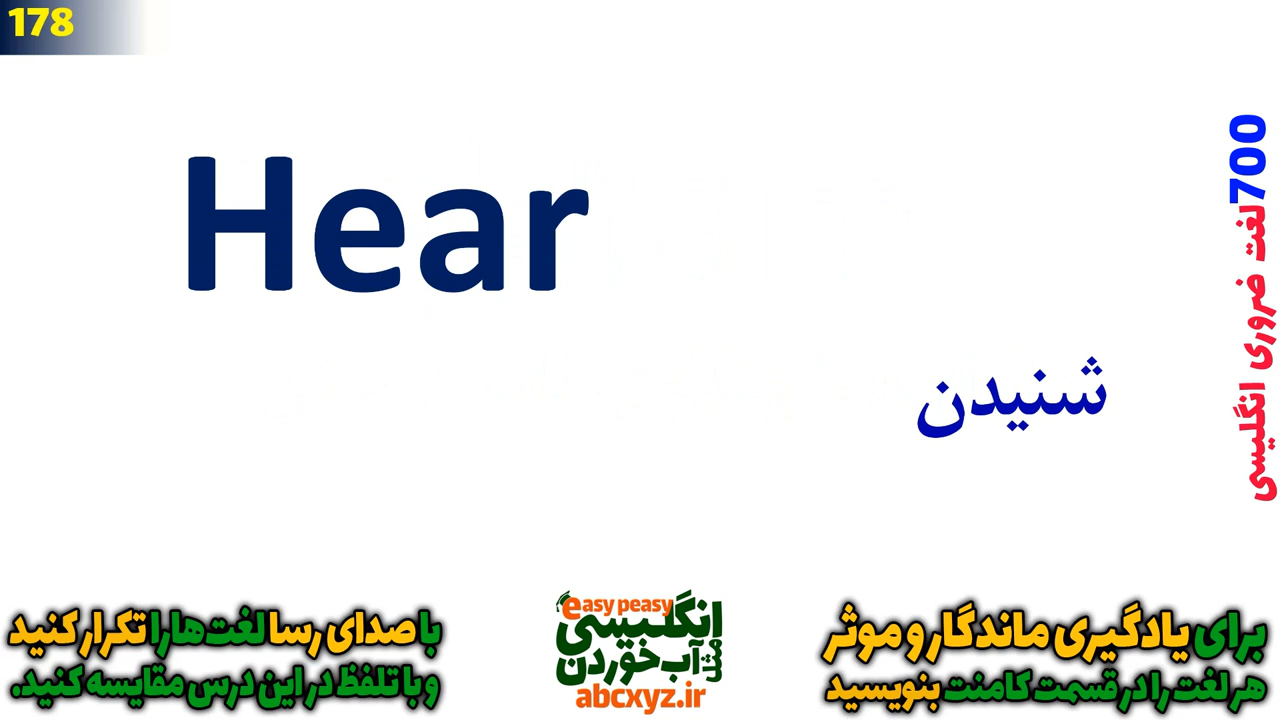 178
Hear
شنیدن
700 لغت ضروری انگلیسی
برای یادگیری ماندگار و موثر
هر لغت را در قسمت کامنت بنویسید
easy peasy
انگلیسی
مثل آب خوردن
abcxyz.ir
با صدای رسا لغت‌ها را تکرار کنید
و با تلفظ در این درس مقایسه کنید.